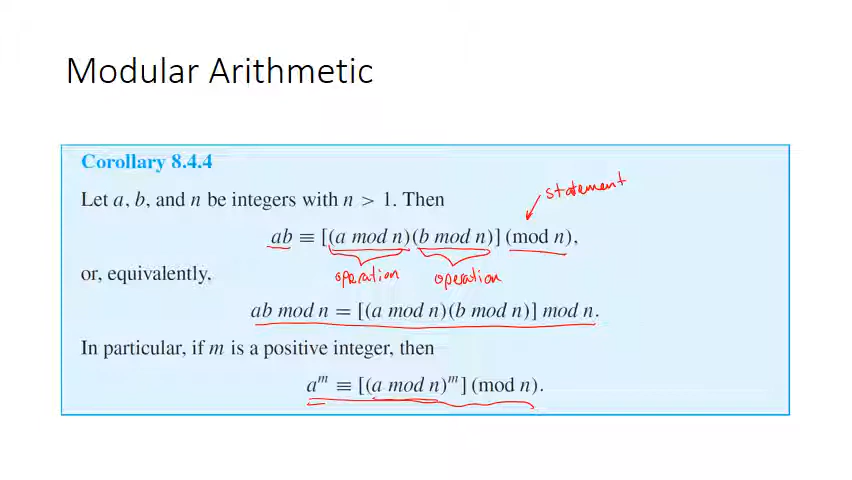 Modular Arithmetic
Corollary 8.4.4
Let a, b, and n be integers with n > 1. Then
statement
ab ≡ [(a mod n)(b mod n)] (mod n),
operation operation
or, equivalently,
ab mod n = [(a mod n)(b mod n)] mod n.
In particular, if m is a positive integer, then
aᵐ ≡ [(a mod n)ᵐ] (mod n).